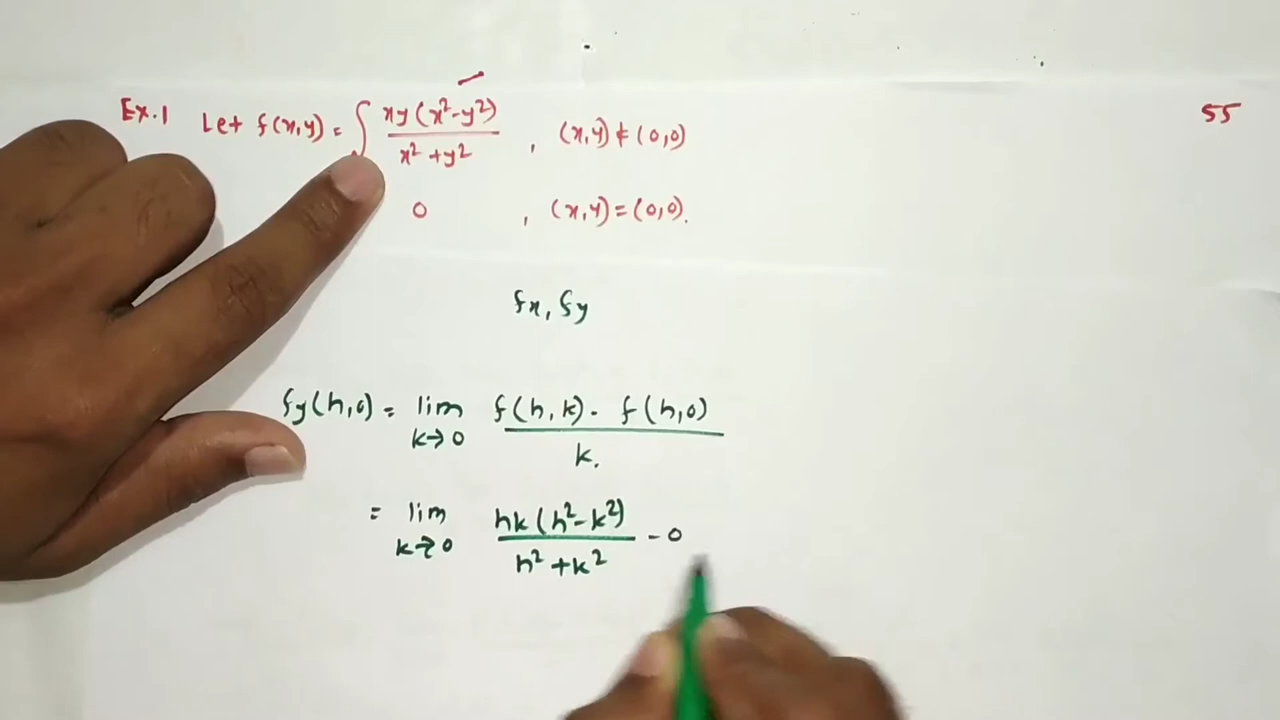 Ex.1 Let f(x,y) = { xy(x²-y²) / x²+y² , (x,y) ≠ (0,0)
0 , (x,y) = (0,0).
55
fx, fy
fy(h,0) = lim k→0 f(h,k) - f(h,0) / k.
= lim k→0 hk(h²-k²) / h²+k² - 0